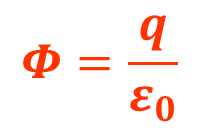 Φ = q / ε₀